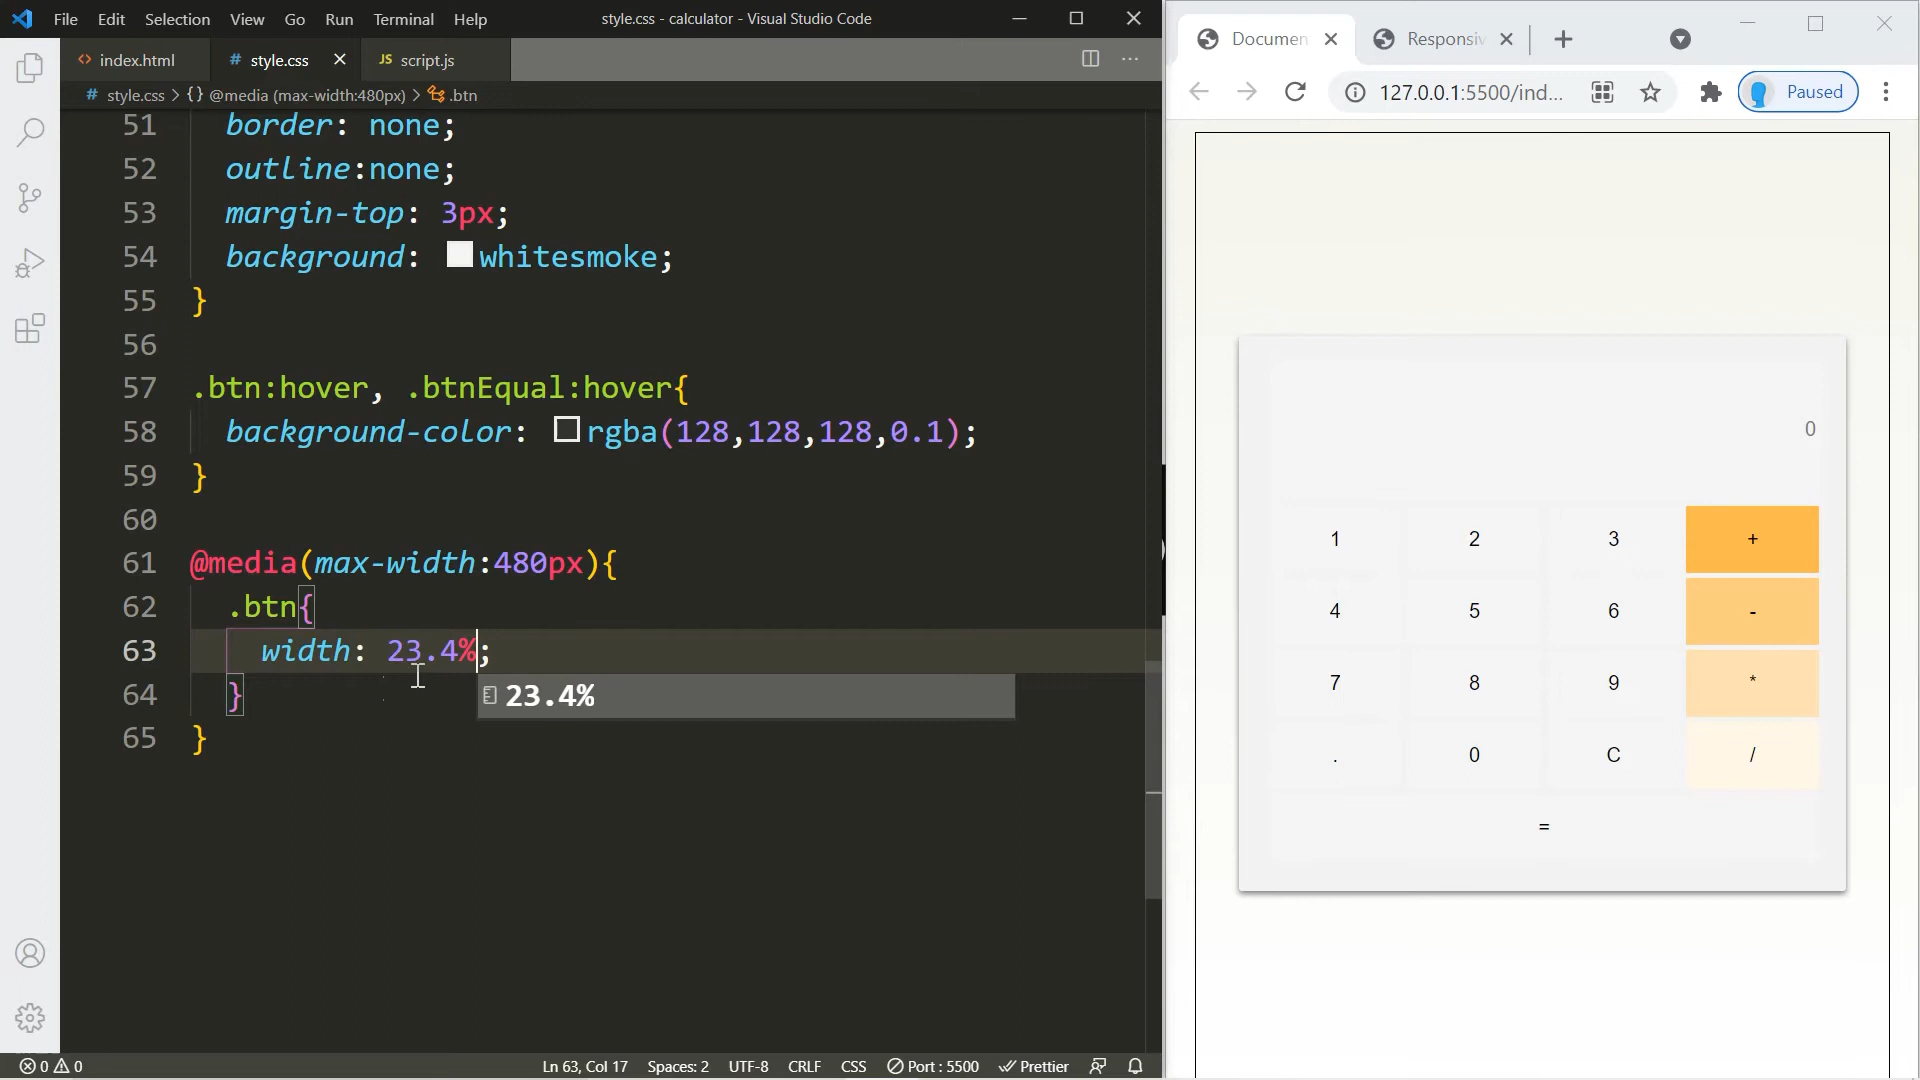 File Edit Selection View Go Run Terminal Help style.css - calculator - Visual Studio Code
<> index.html # style.css JS script.js
# style.css > {} @media (max-width:480px) > .btn
51 border: none;
52 outline:none;
53 margin-top: 3px;
54 background: whitesmoke;
55 }
56
57 .btn:hover, .btnEqual:hover{
58 background-color: rgba(128,128,128,0.1);
59 }
60
61 @media(max-width:480px){
62 .btn{
63 width: 23.4%;
64 }
23.4%
65 }
0 0 Ln 63, Col 17 Spaces: 2 UTF-8 CRLF CSS Port : 5500 Prettier
Documen Responsiv
127.0.0.1:5500/ind... Paused
0
1 2 3 +
4 5 6 -
7 8 9 *
. 0 C /
=